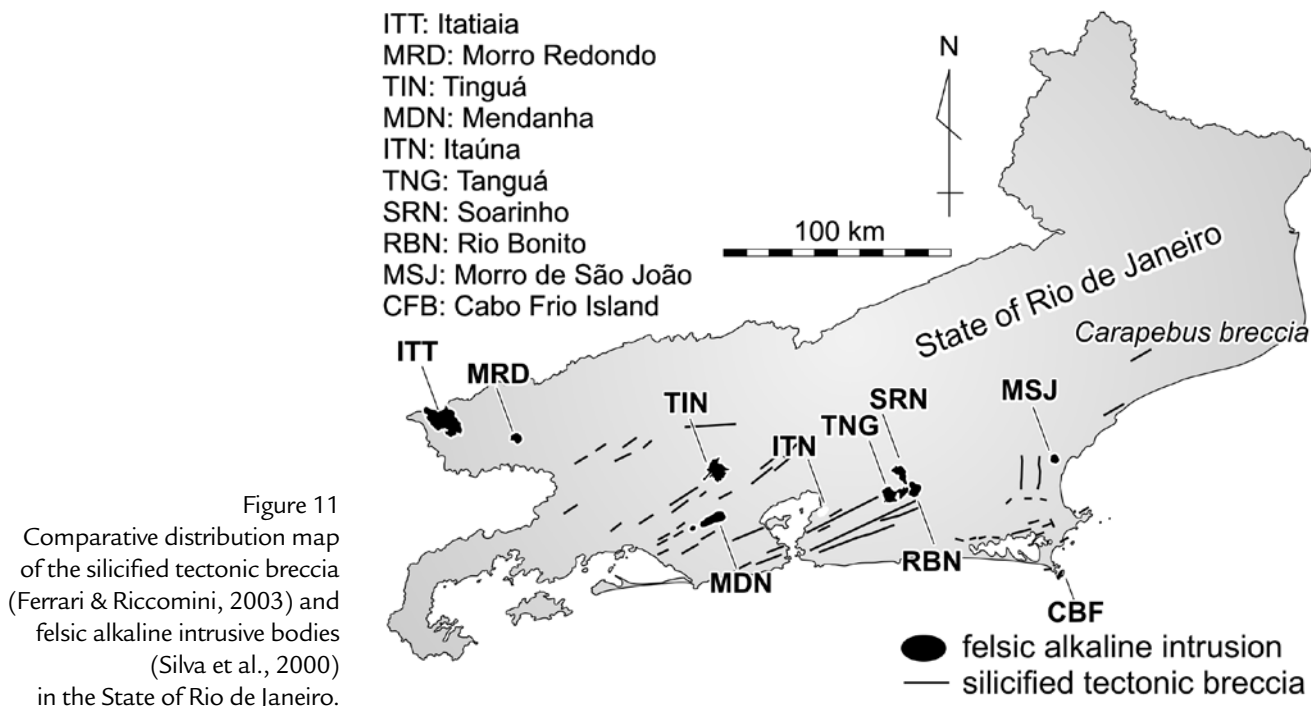 ITT: Itatiaia
MRD: Morro Redondo
TIN: Tinguá
MDN: Mendanha
ITN: Itaúna
TNG: Tanguá
SRN: Soarinho
RBN: Rio Bonito
MSJ: Morro de São João
CFB: Cabo Frio Island
N
100 km
State of Rio de Janeiro
Carapebus breccia
ITT
MRD
TIN
ITN
TNG
SRN
MSJ
MDN
RBN
CBF
felsic alkaline intrusion
silicified tectonic breccia
Figure 11
Comparative distribution map
of the silicified tectonic breccia
(Ferrari & Riccomini, 2003) and
felsic alkaline intrusive bodies
(Silva et al., 2000)
in the State of Rio de Janeiro.